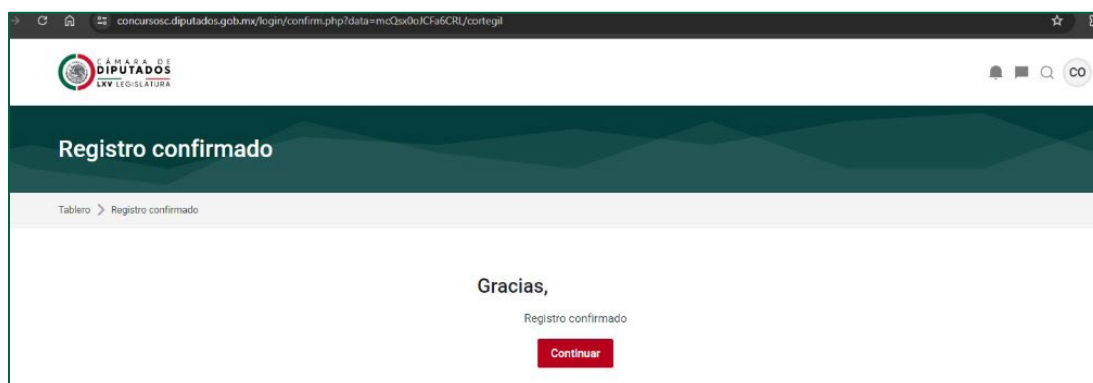 concursosc.diputados.gob.mx/login/confirm.php?data=mcQsx0oJCFa6CRL/cortegil
CÁMARA DE
DIPUTADOS
LXV LEGISLATURA
CO
Registro confirmado
Tablero > Registro confirmado
Gracias,
Registro confirmado
Continuar